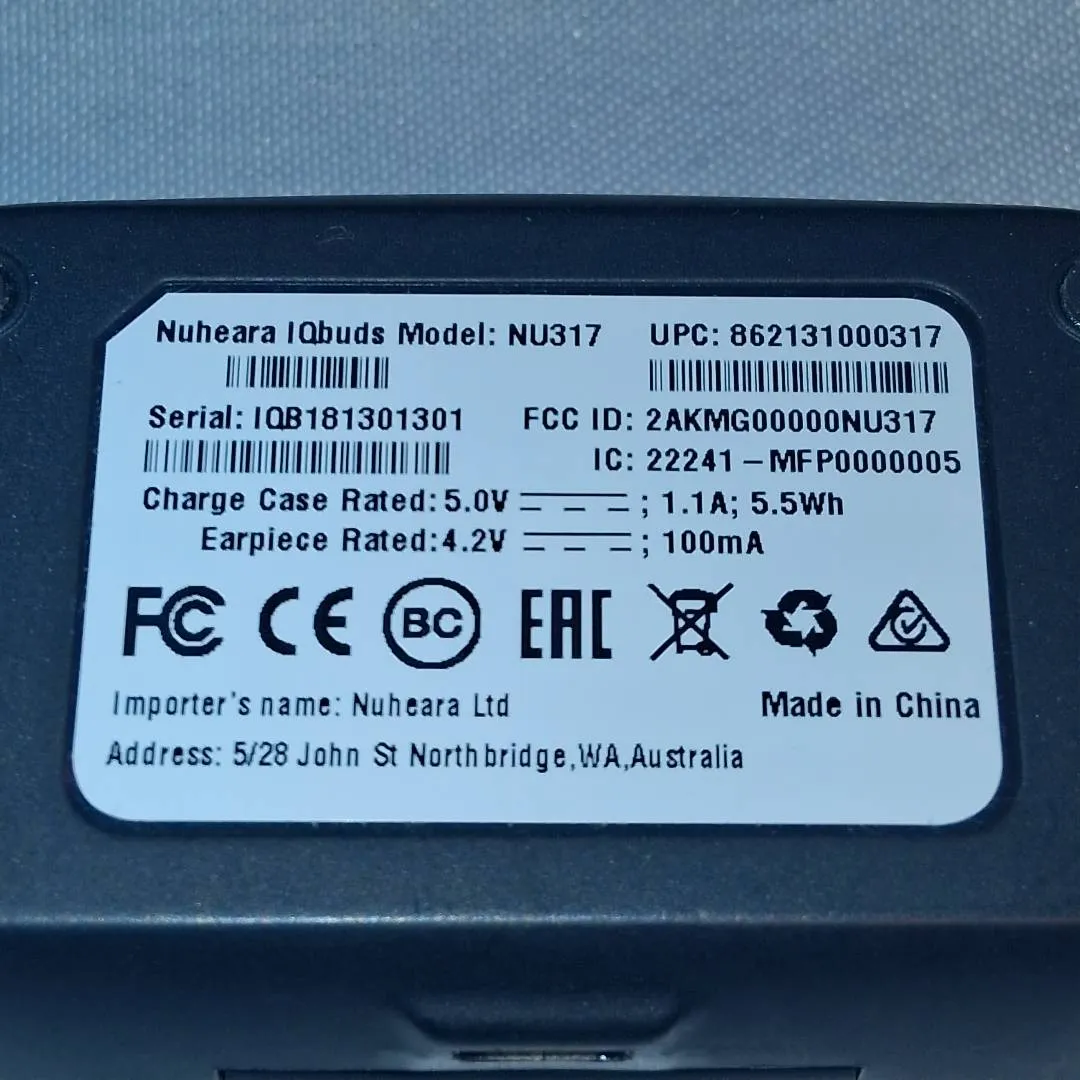 Nuheara IQbuds Model: NU317 UPC: 862131000317
Serial: IQB181301301 FCC ID: 2AKMG00000NU317
IC: 22241-MFP0000005
Charge Case Rated: 5.0V ; 1.1A; 5.5Wh
Earpiece Rated:4.2V ; 100mA
FC CE BC EAC
Importer's name: Nuheara Ltd Made in China
Address: 5/28 John St Northbridge,WA,Australia